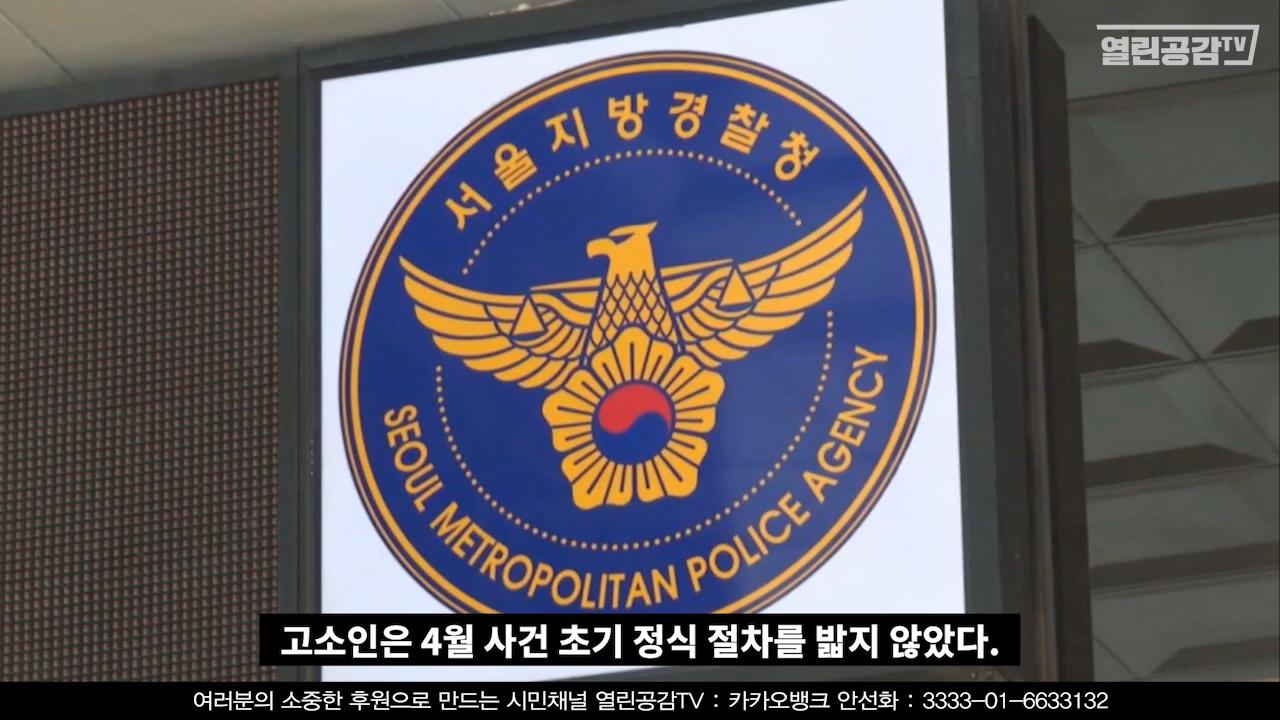 열린공감TV
서울지방경찰청
SEOUL METROPOLITAN POLICE AGENCY
고소인은 4월 사건 초기 정식 절차를 밟지 않았다.
여러분의 소중한 후원으로 만드는 시민채널 열린공감TV : 카카오뱅크 안선화 : 3333-01-6633132